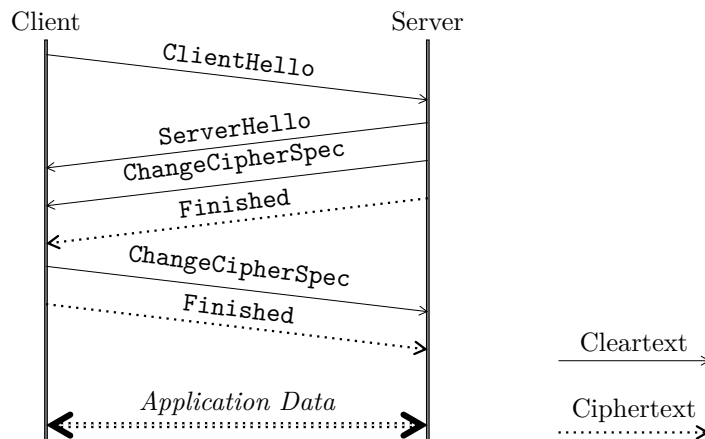 Client
Server
ClientHello
ServerHello
ChangeCipherSpec
Finished
ChangeCipherSpec
Finished
Application Data
Cleartext
Ciphertext